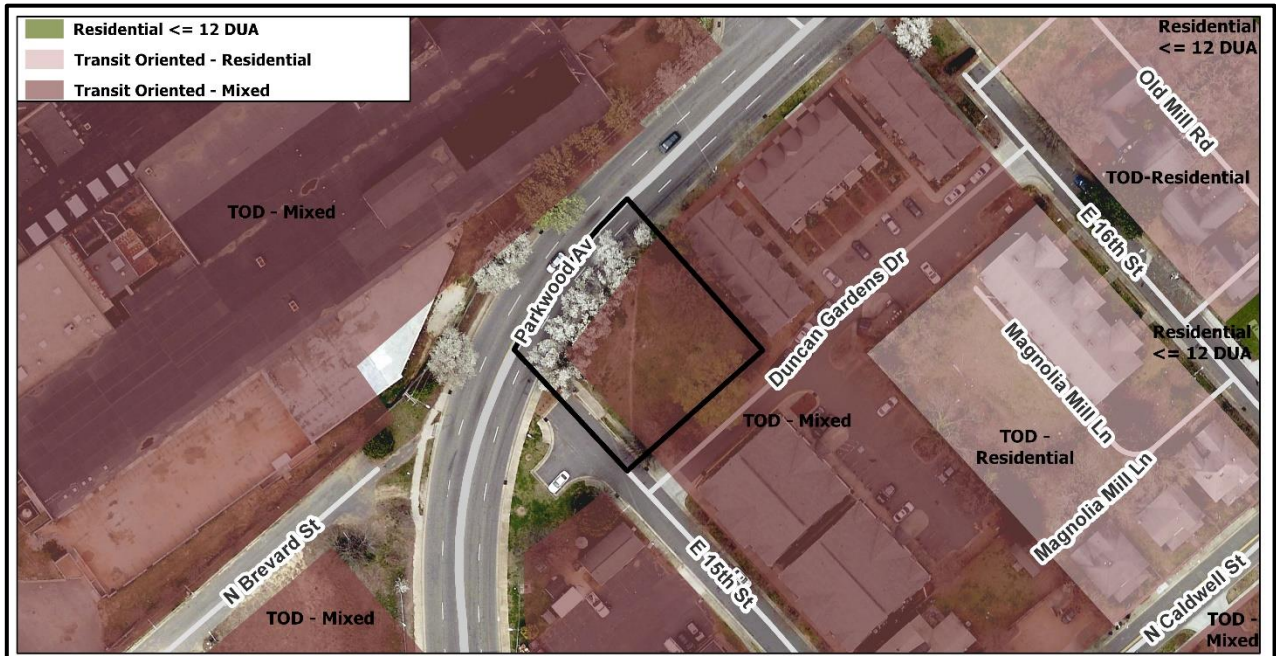 Residential <= 12 DUA
Transit Oriented - Residential
Transit Oriented - Mixed
Residential
<= 12 DUA
Old Mill Rd
TOD-Residential
TOD - Mixed
E 16th St
Parkwood Av
Duncan Gardens Dr
Residential
<= 12 DUA
Magnolia Mill Ln
TOD - Mixed
TOD -
Residential
Magnolia Mill Ln
N Brevard St
E 15th St
N Caldwell St
TOD - Mixed
TOD -
Mixed